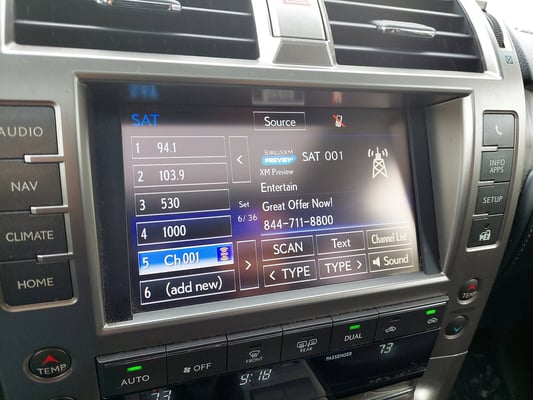 SAT
Source
AUDIO
NAV
CLIMATE
HOME
1 94.1
2 103.9
3 530
4 1000
5 Ch.001
6 (add new)
<
>
Set
6/36
SIRIUSXM
PREVIEW SAT 001
XM Preview
Entertain
Great Offer Now!
844-711-8800
SCAN Text Channel List
< TYPE TYPE > Sound
INFO
APPS
SETUP
TEMP
TEMP
AUTO
OFF
FRONT
REAR
DUAL
PASSENGER
73
9:18
73